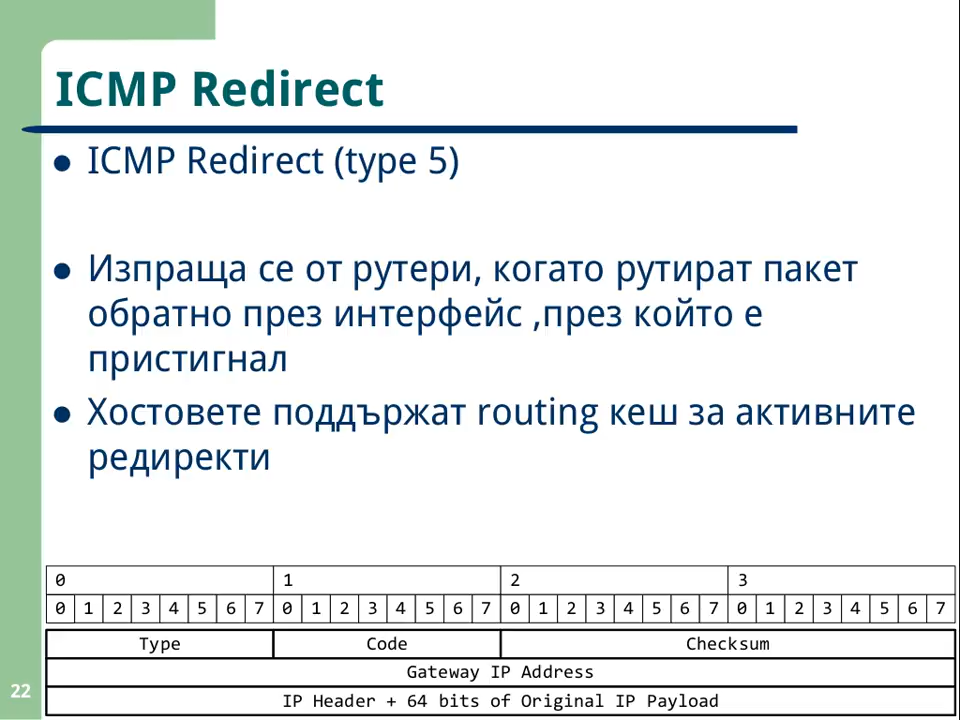 ICMP Redirect
● ICMP Redirect (type 5)
● Изпраща се от рутери, когато рутират пакет
обратно през интерфейс ,през който е
пристигнал
● Хостовете поддържат routing кеш за активните
редиректи
0 1 2 3
0 1 2 3 4 5 6 7 0 1 2 3 4 5 6 7 0 1 2 3 4 5 6 7 0 1 2 3 4 5 6 7
Type Code Checksum
Gateway IP Address
IP Header + 64 bits of Original IP Payload
22